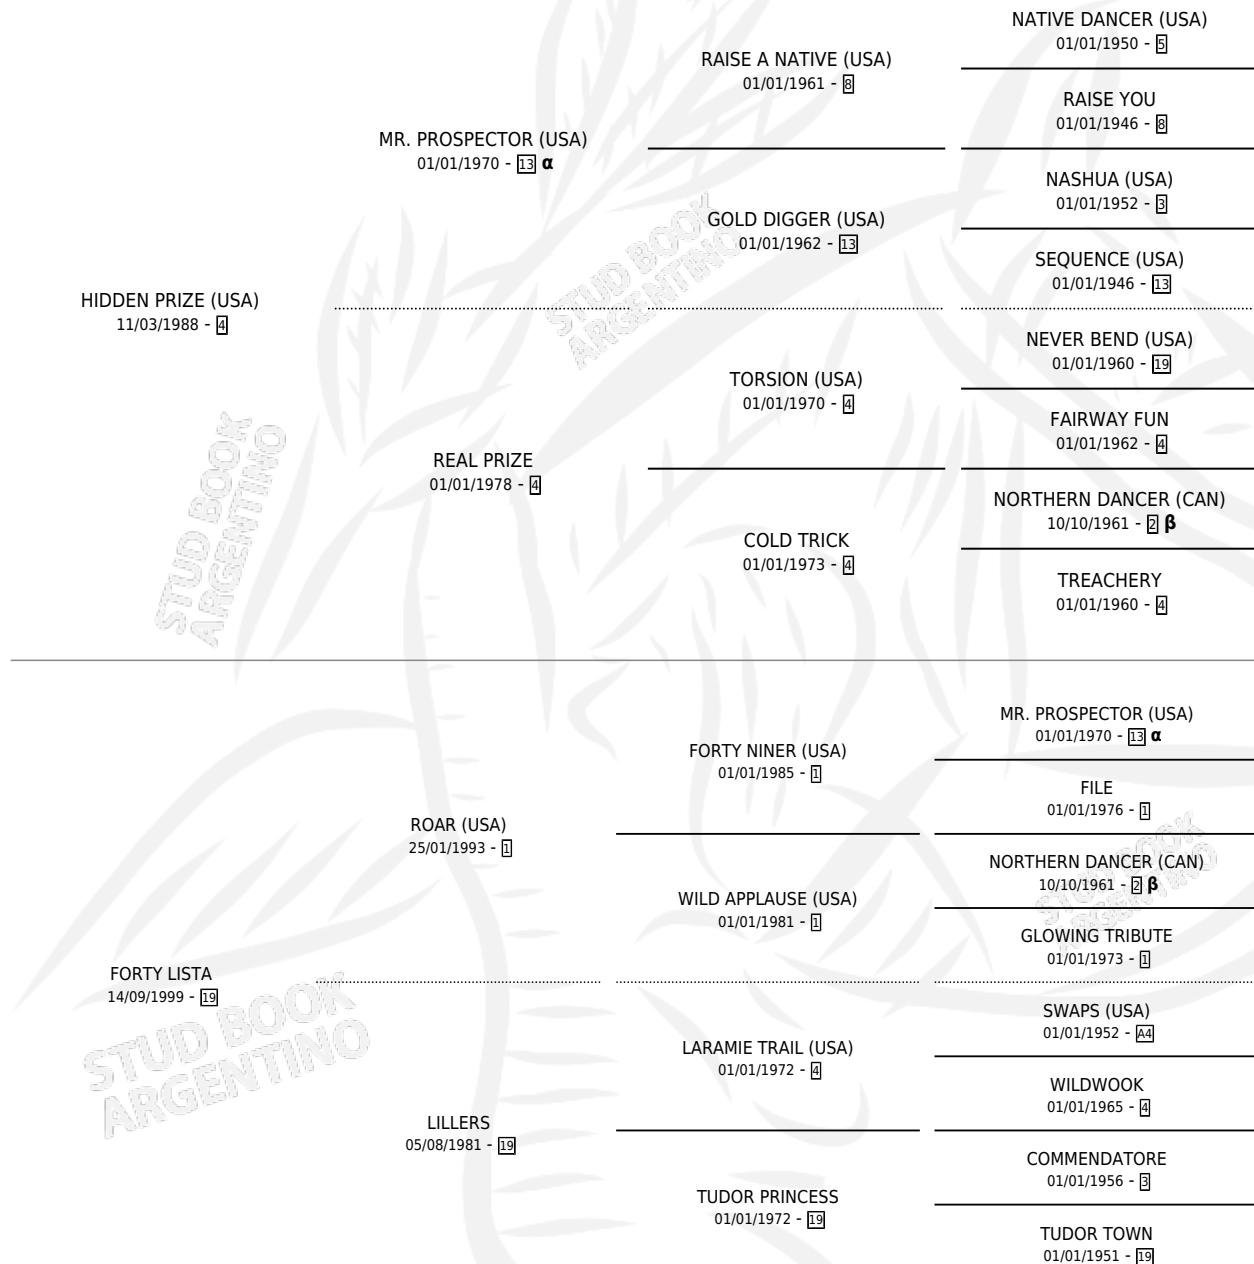 NATIVE DANCER (USA)
01/01/1950 - 5
RAISE A NATIVE (USA)
01/01/1961 - 8
RAISE YOU
01/01/1946 - 8
MR. PROSPECTOR (USA)
01/01/1970 - 13 α
NASHUA (USA)
01/01/1952 - 3
GOLD DIGGER (USA)
01/01/1962 - 13
SEQUENCE (USA)
01/01/1946 - 13
HIDDEN PRIZE (USA)
11/03/1988 - 4
STUD BOOK
ARGENTINO
NEVER BEND (USA)
01/01/1960 - 19
TORSION (USA)
01/01/1970 - 4
FAIRWAY FUN
01/01/1962 - 4
REAL PRIZE
01/01/1978 - 4
NORTHERN DANCER (CAN)
10/10/1961 - 2 β
COLD TRICK
01/01/1973 - 4
TREACHERY
01/01/1960 - 4
STUD BOOK
ARGENTINO
MR. PROSPECTOR (USA)
01/01/1970 - 13 α
FORTY NINER (USA)
01/01/1985 - 1
FILE
01/01/1976 - 1
ROAR (USA)
25/01/1993 - 1
NORTHERN DANCER (CAN)
10/10/1961 - 2 β
WILD APPLAUSE (USA)
01/01/1981 - 1
GLOWING TRIBUTE
01/01/1973 - 1
STUD BOOK
ARGENTINO
FORTY LISTA
14/09/1999 - 19
SWAPS (USA)
01/01/1952 - A4
LARAMIE TRAIL (USA)
01/01/1972 - 4
WILDWOOK
01/01/1965 - 4
LILLERS
05/08/1981 - 19
COMMENDATORE
01/01/1956 - 3
TUDOR PRINCESS
01/01/1972 - 19
TUDOR TOWN
01/01/1951 - 19
STUD BOOK
ARGENTINO